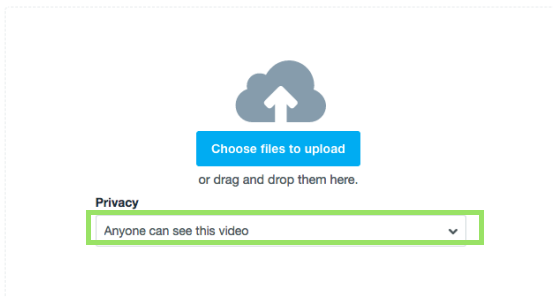 Choose files to upload
or drag and drop them here.
Privacy
Anyone can see this video